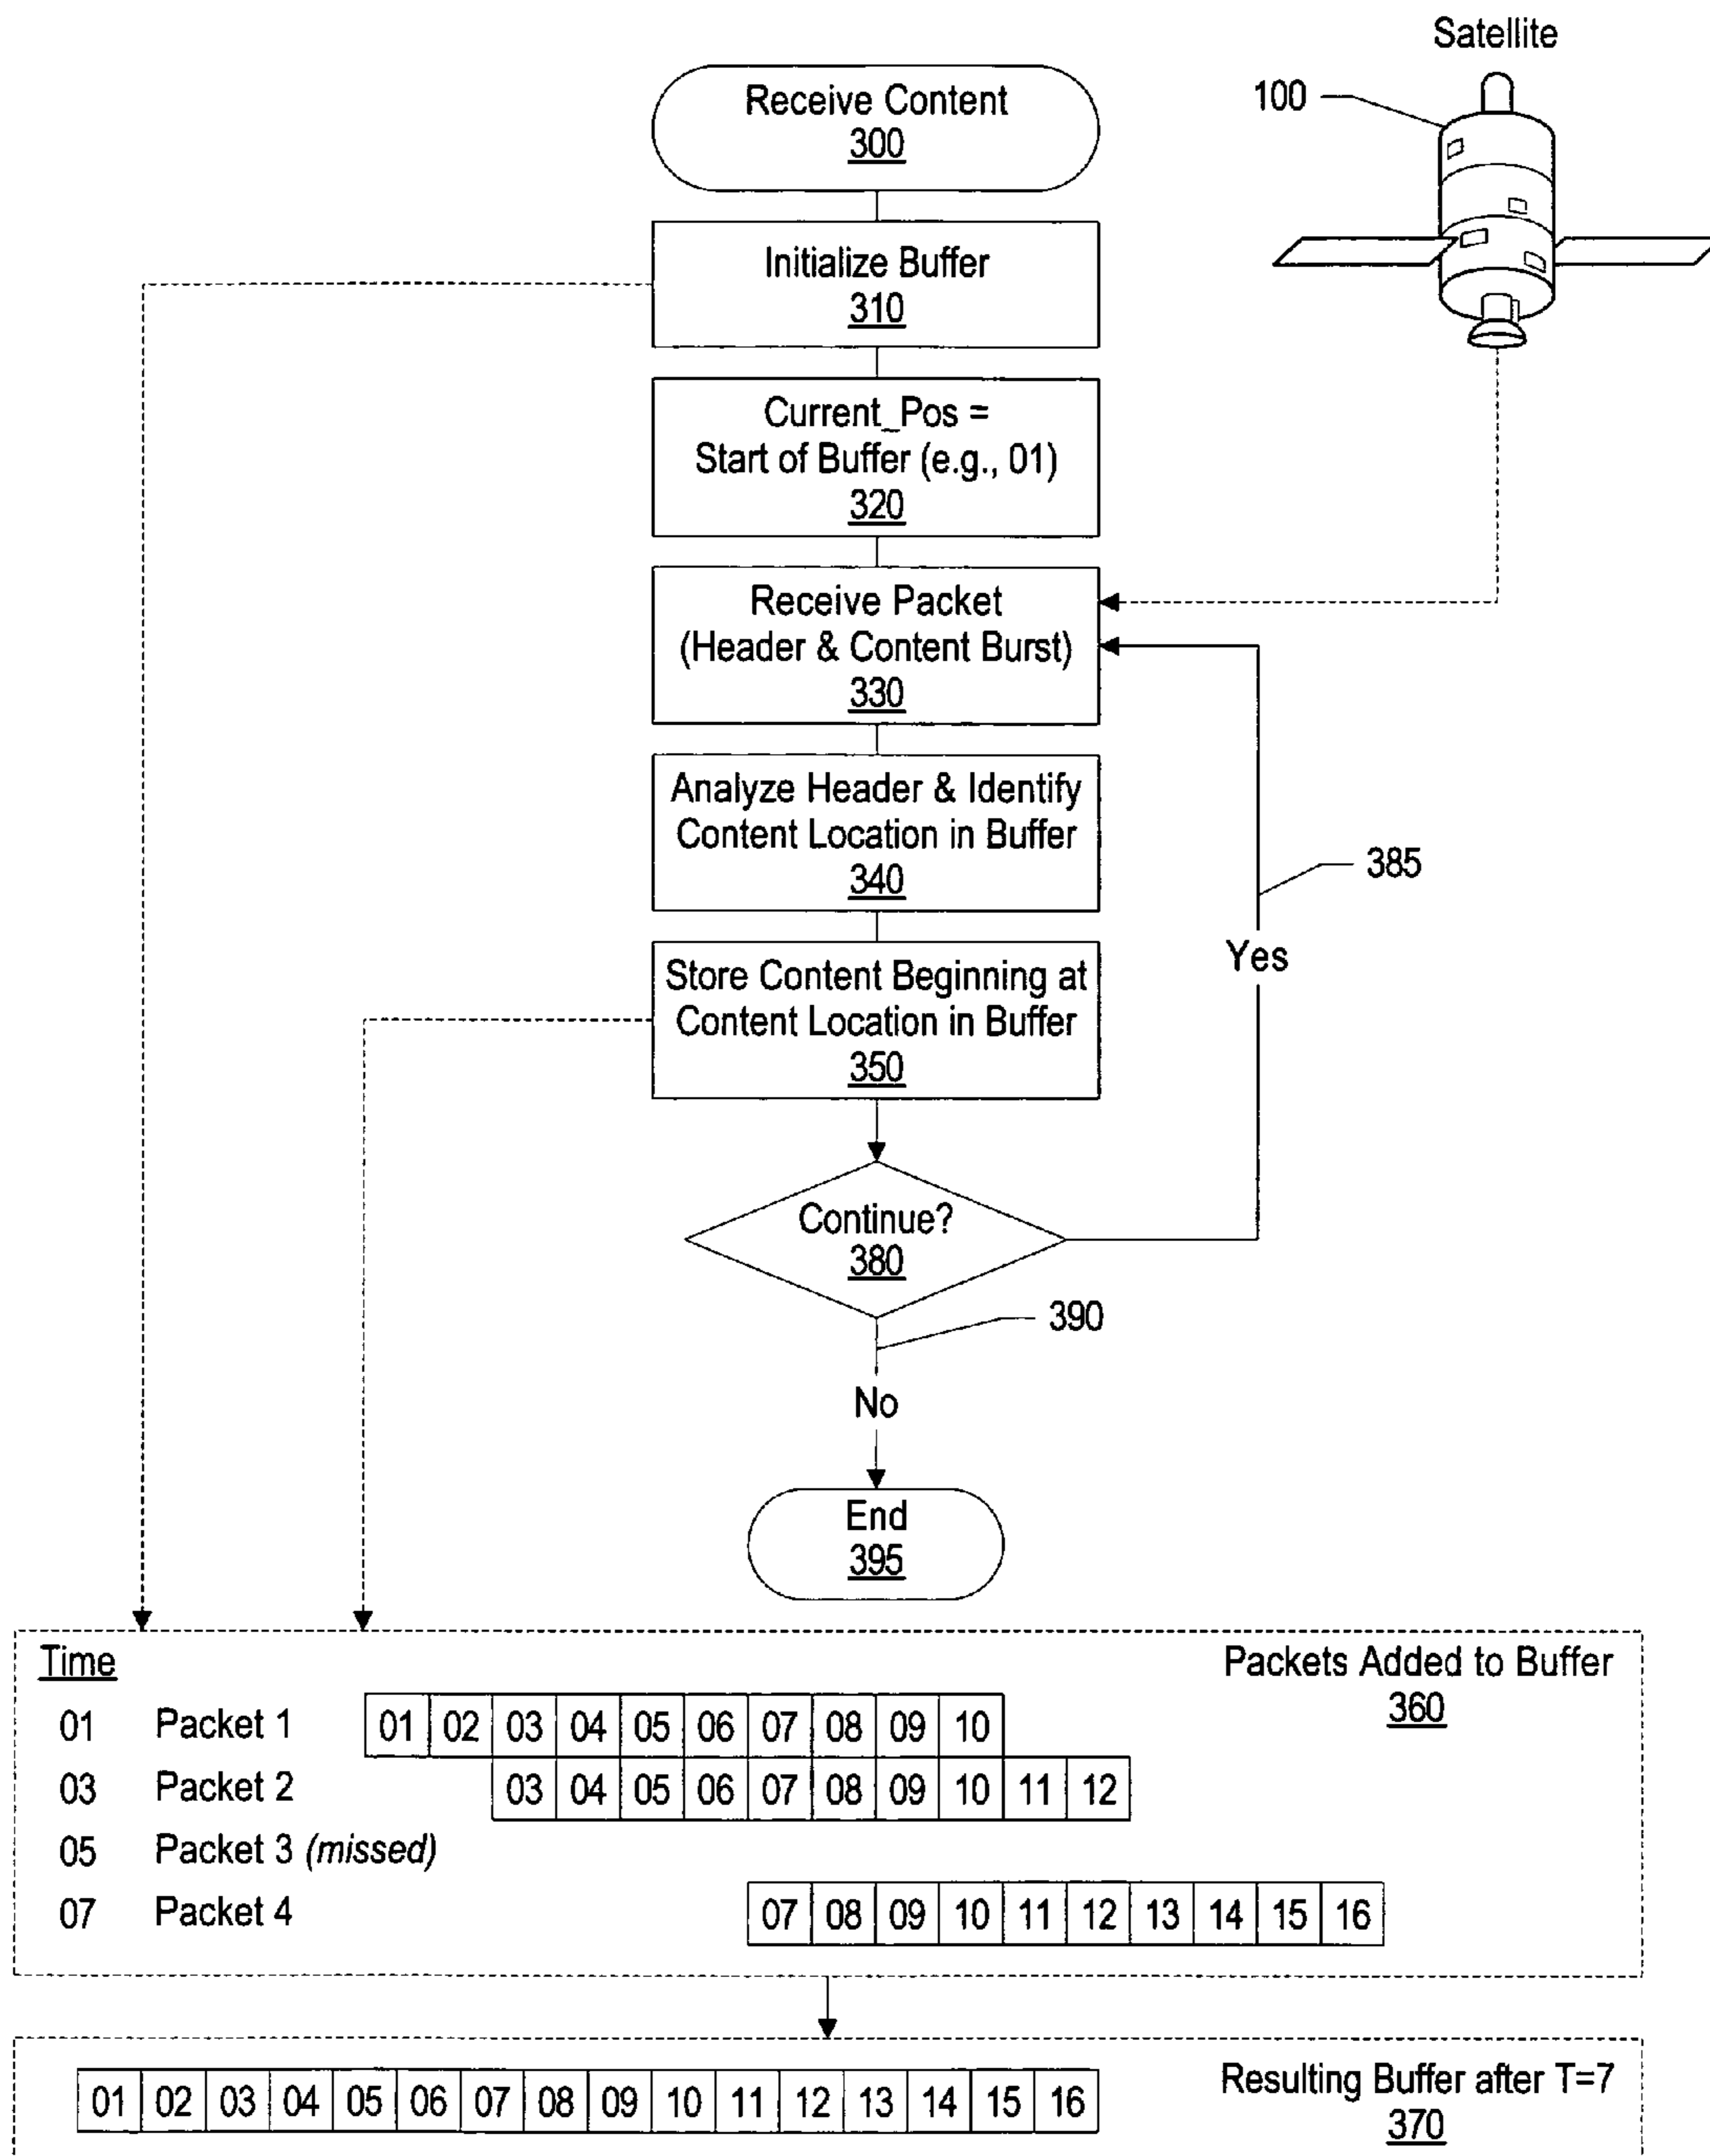 Satellite
100
Receive Content
300
Initialize Buffer
310
Current_Pos =
Start of Buffer (e.g., 01)
320
Receive Packet
(Header & Content Burst)
330
Analyze Header & Identify
Content Location in Buffer
340
385
Store Content Beginning at
Content Location in Buffer
350
Yes
Continue?
380
390
No
End
395
Time Packets Added to Buffer
360
01 Packet 1 01 02 03 04 05 06 07 08 09 10
03 Packet 2 03 04 05 06 07 08 09 10 11 12
05 Packet 3 (missed)
07 Packet 4 07 08 09 10 11 12 13 14 15 16
01 02 03 04 05 06 07 08 09 10 11 12 13 14 15 16
Resulting Buffer after T=7
370